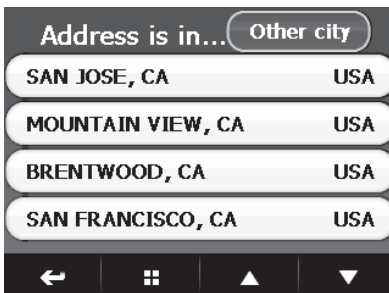 Address is in... Other city
SAN JOSE, CA USA
MOUNTAIN VIEW, CA USA
BRENTWOOD, CA USA
SAN FRANCISCO, CA USA